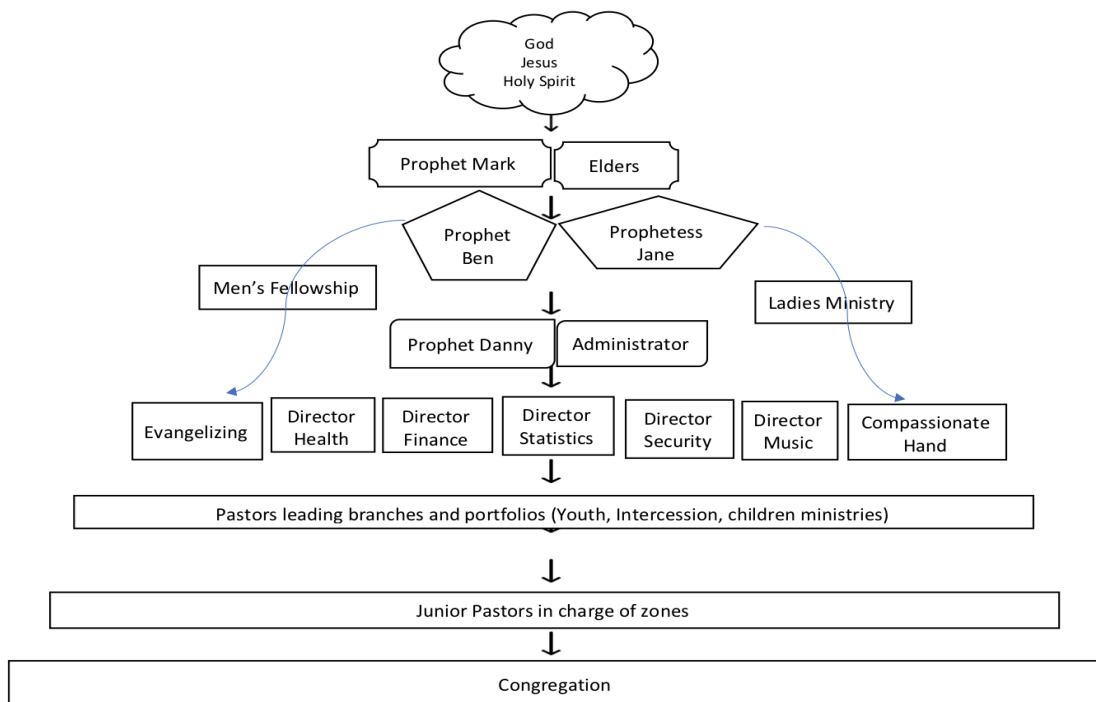 God
Jesus
Holy Spirit
Prophet Mark
Elders
Prophet
Ben
Prophetess
Jane
Men’s Fellowship
Ladies Ministry
Prophet Danny
Administrator
Evangelizing
Director
Health
Director
Finance
Director
Statistics
Director
Security
Director
Music
Compassionate
Hand
Pastors leading branches and portfolios (Youth, Intercession, children ministries)
Junior Pastors in charge of zones
Congregation